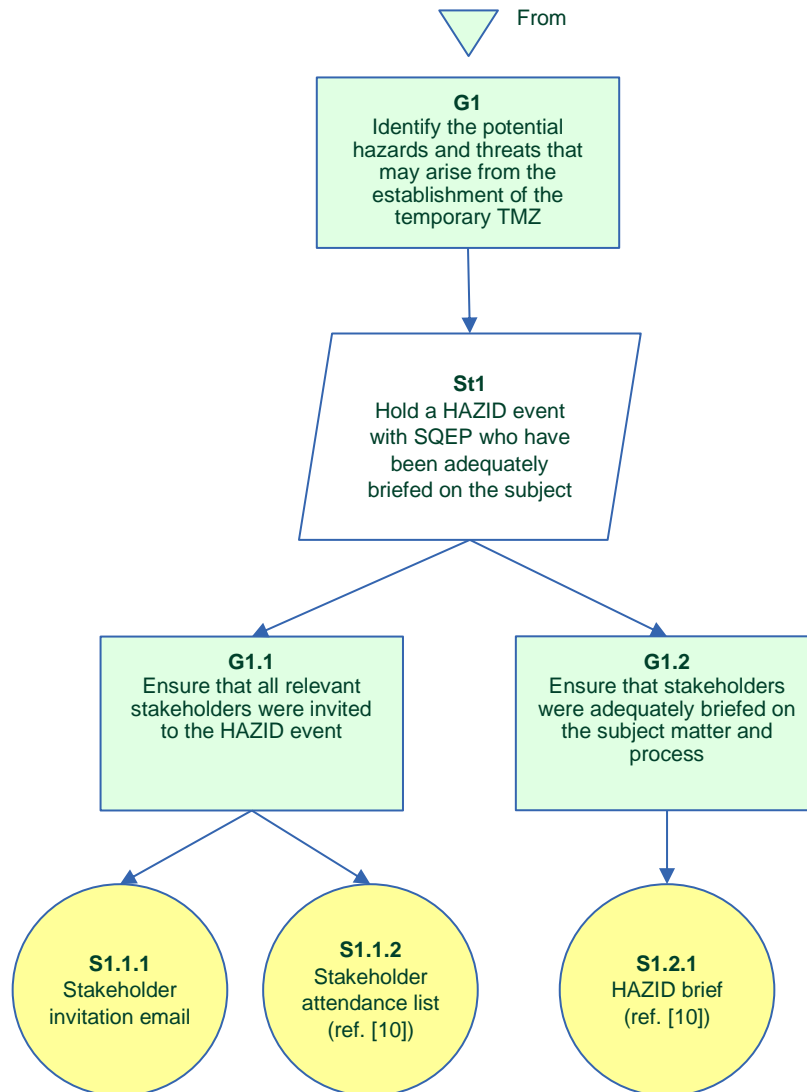 From
G1
Identify the potential
hazards and threats that
may arise from the
establishment of the
temporary TMZ
St1
Hold a HAZID event
with SQEP who have
been adequately
briefed on the subject
G1.1
Ensure that all relevant
stakeholders were invited
to the HAZID event
G1.2
Ensure that stakeholders
were adequately briefed on
the subject matter and
process
S1.1.1
Stakeholder
invitation email
S1.1.2
Stakeholder
attendance list
(ref. [10])
S1.2.1
HAZID brief
(ref. [10])